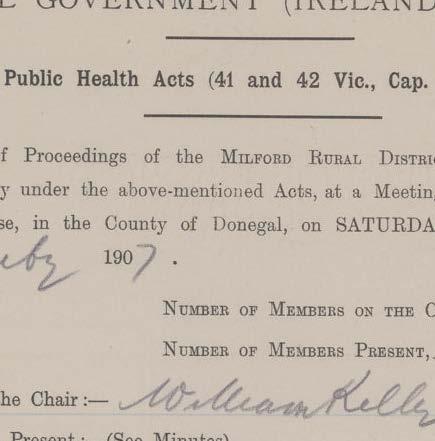 GOVERNMENT (IRELAND
Public Health Acts (41 and 42 Vic., Cap.
f Proceedings of the MILFORD RURAL DISTRI
y under the above-mentioned Acts, at a Meeting,
se, in the County of Donegal, on SATURDA
1907.
NUMBER OF MEMBERS ON THE C
NUMBER OF MEMBERS PRESENT,
he Chair:— William Kelly
Present: (See Minutes)